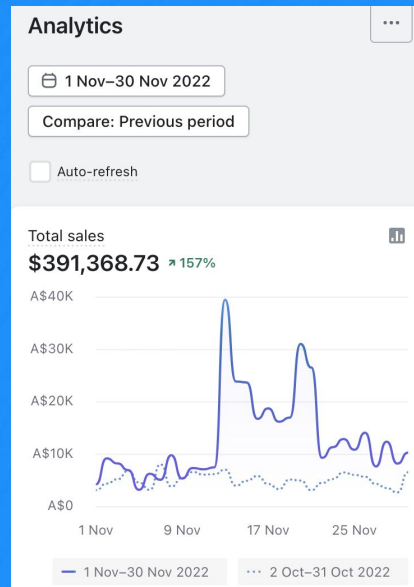 Analytics
1 Nov–30 Nov 2022
Compare: Previous period
Auto-refresh
Total sales
$391,368.73 ↗ 157%
A$40K
A$30K
A$20K
A$10K
A$0
1 Nov 9 Nov 17 Nov 25 Nov
1 Nov–30 Nov 2022 2 Oct–31 Oct 2022